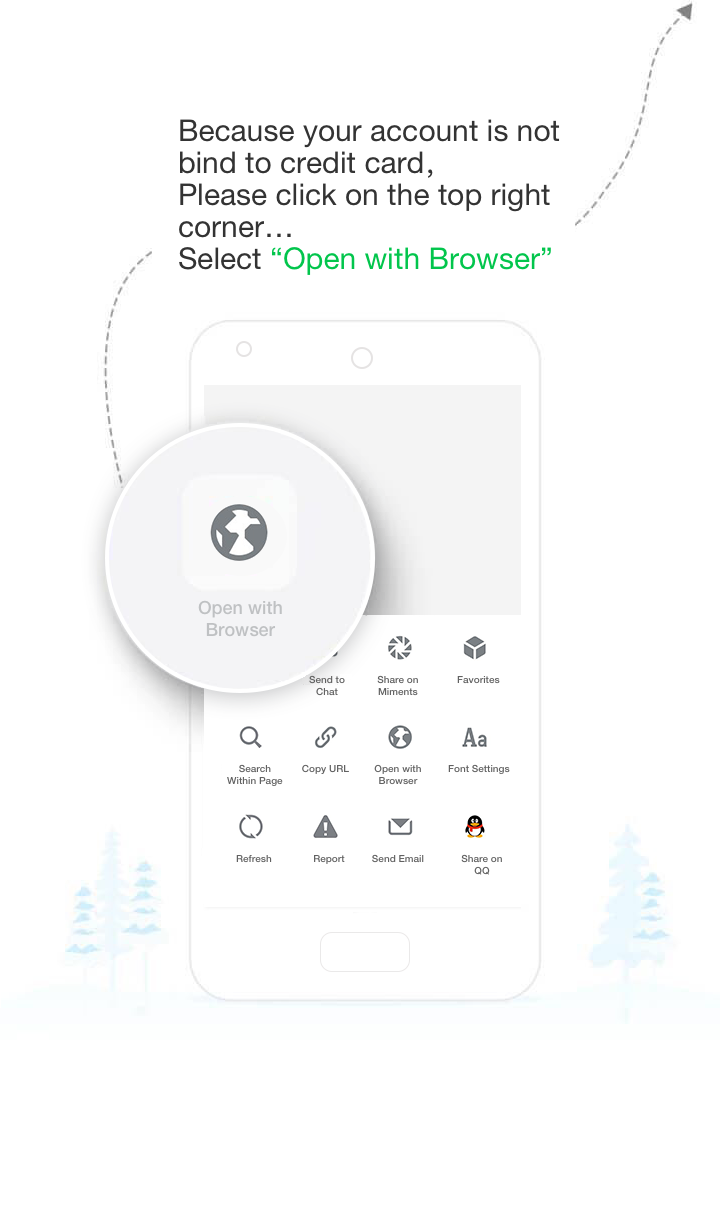 Because your account is not
bind to credit card,
Please click on the top right
corner...
Select “Open with Browser”
Open with
Browser
Send to
Chat
Share on
Miments
Favorites
Search
Within Page
Copy URL
Open with
Browser
Aa
Font Settings
Refresh
Report
Send Email
Share on
QQ